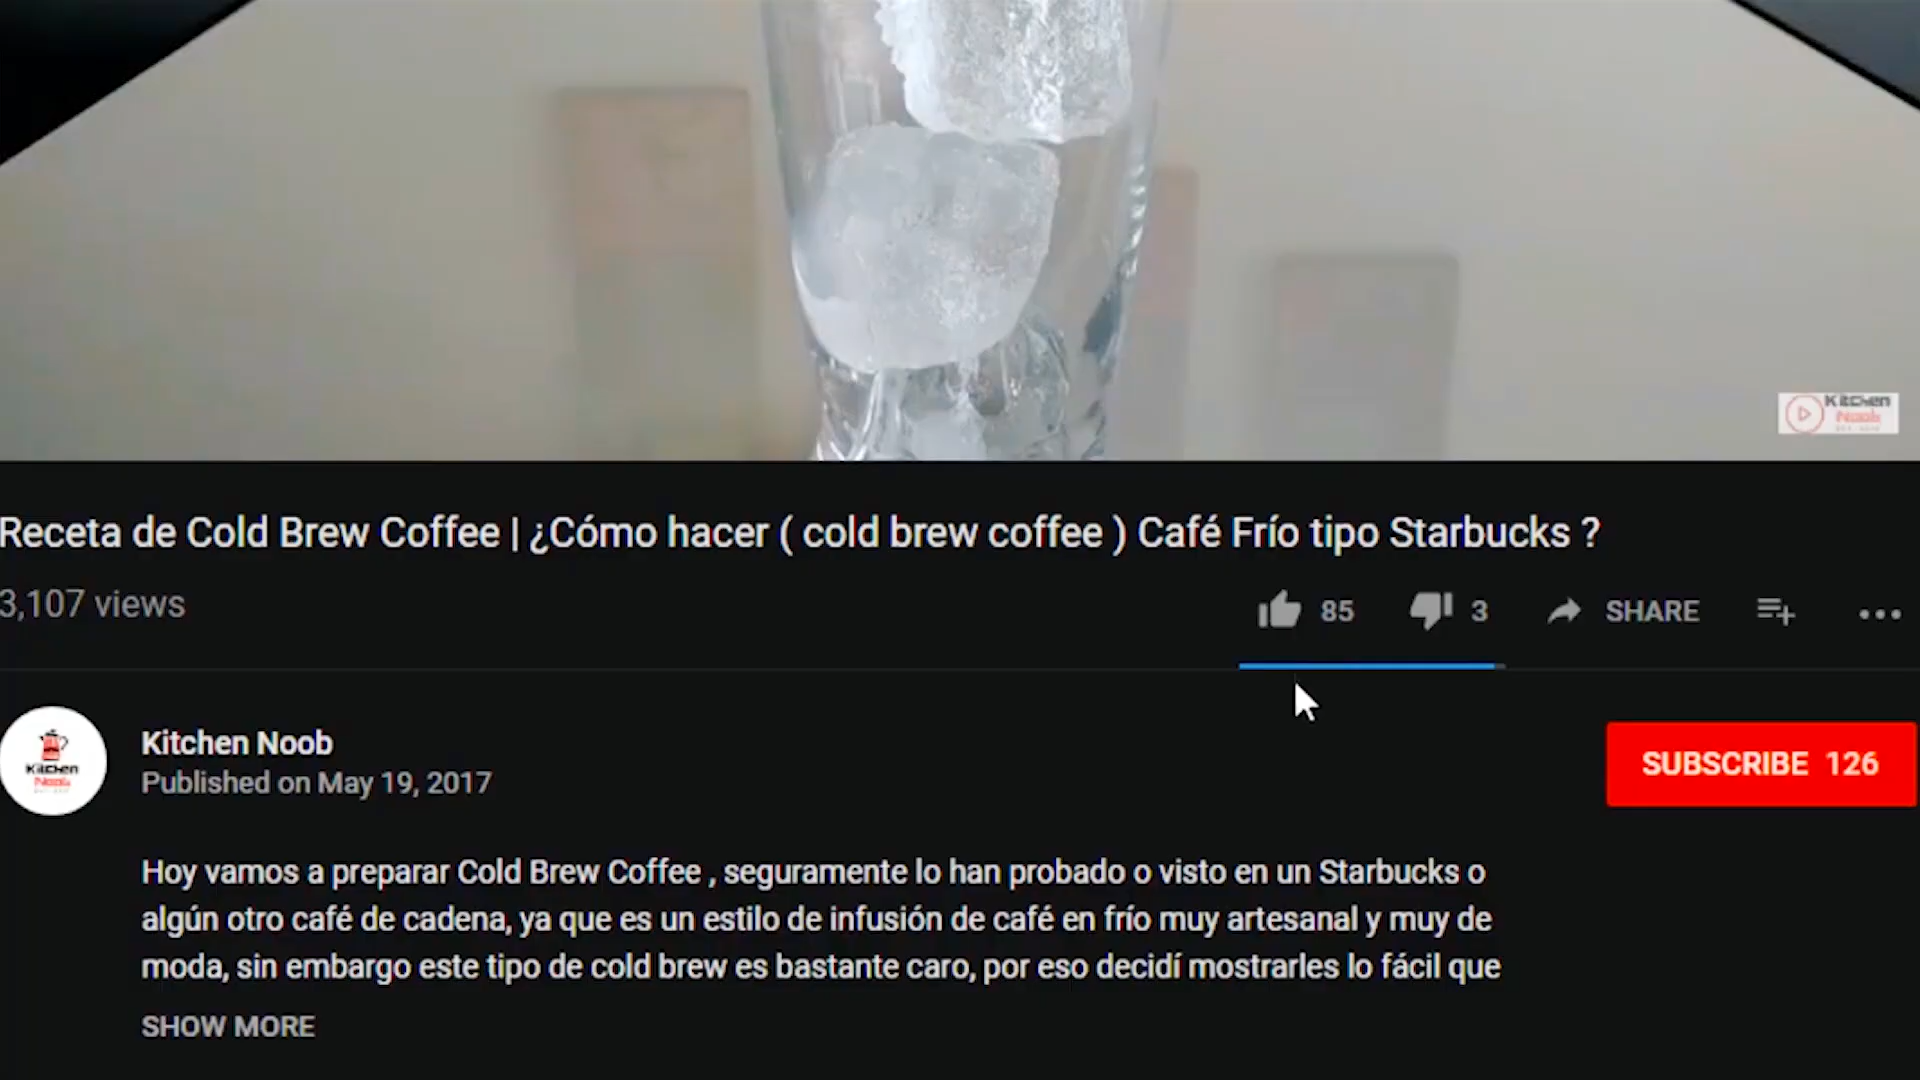 Kitchen
Noob
Receta de Cold Brew Coffee | ¿Cómo hacer ( cold brew coffee ) Café Frío tipo Starbucks ?
3,107 views
85 3 SHARE
Kitchen
Noob
Kitchen Noob
Published on May 19, 2017
SUBSCRIBE 126
Hoy vamos a preparar Cold Brew Coffee , seguramente lo han probado o visto en un Starbucks o
algún otro café de cadena, ya que es un estilo de infusión de café en frío muy artesanal y muy de
moda, sin embargo este tipo de cold brew es bastante caro, por eso decidí mostrarles lo fácil que
SHOW MORE